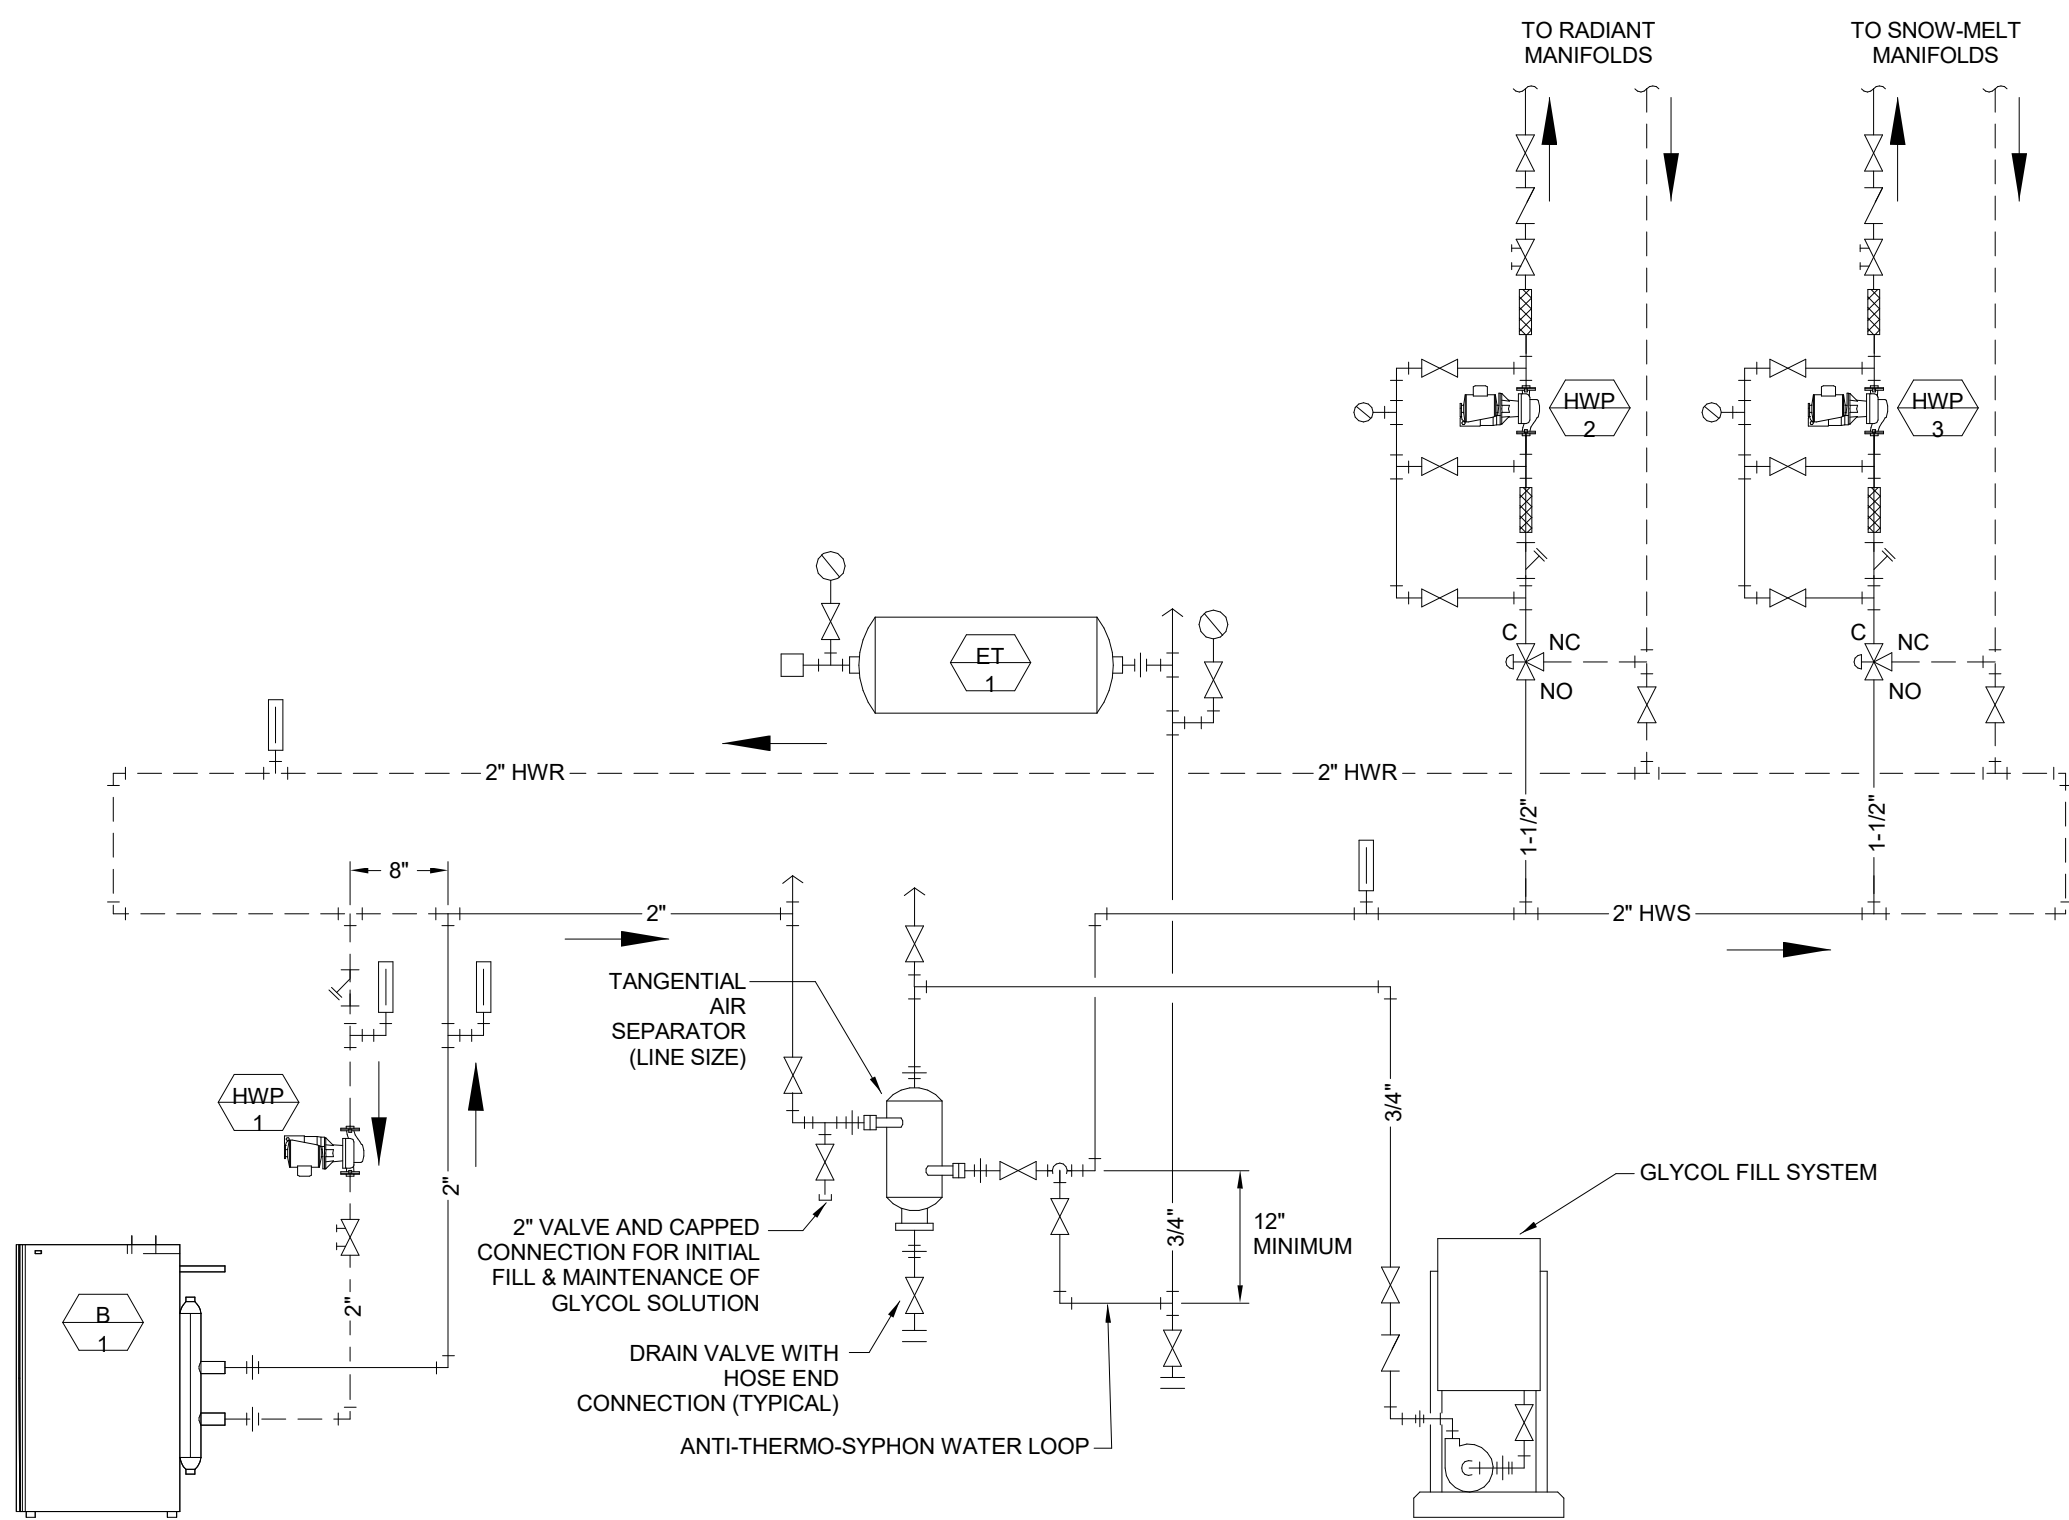 TO RADIANT
MANIFOLDS
TO SNOW-MELT
MANIFOLDS
HWP
2
HWP
3
C
NC
NO
C
NC
NO
ET
1
2" HWR
2" HWR
1-1/2"
1-1/2"
8"
2"
2" HWS
TANGENTIAL
AIR
SEPARATOR
(LINE SIZE)
HWP
1
3/4"
2"
GLYCOL FILL SYSTEM
2" VALVE AND CAPPED
CONNECTION FOR INITIAL
FILL & MAINTENANCE OF
GLYCOL SOLUTION
3/4"
12"
MINIMUM
B
1
2"
DRAIN VALVE WITH
HOSE END
CONNECTION (TYPICAL)
ANTI-THERMO-SYPHON WATER LOOP